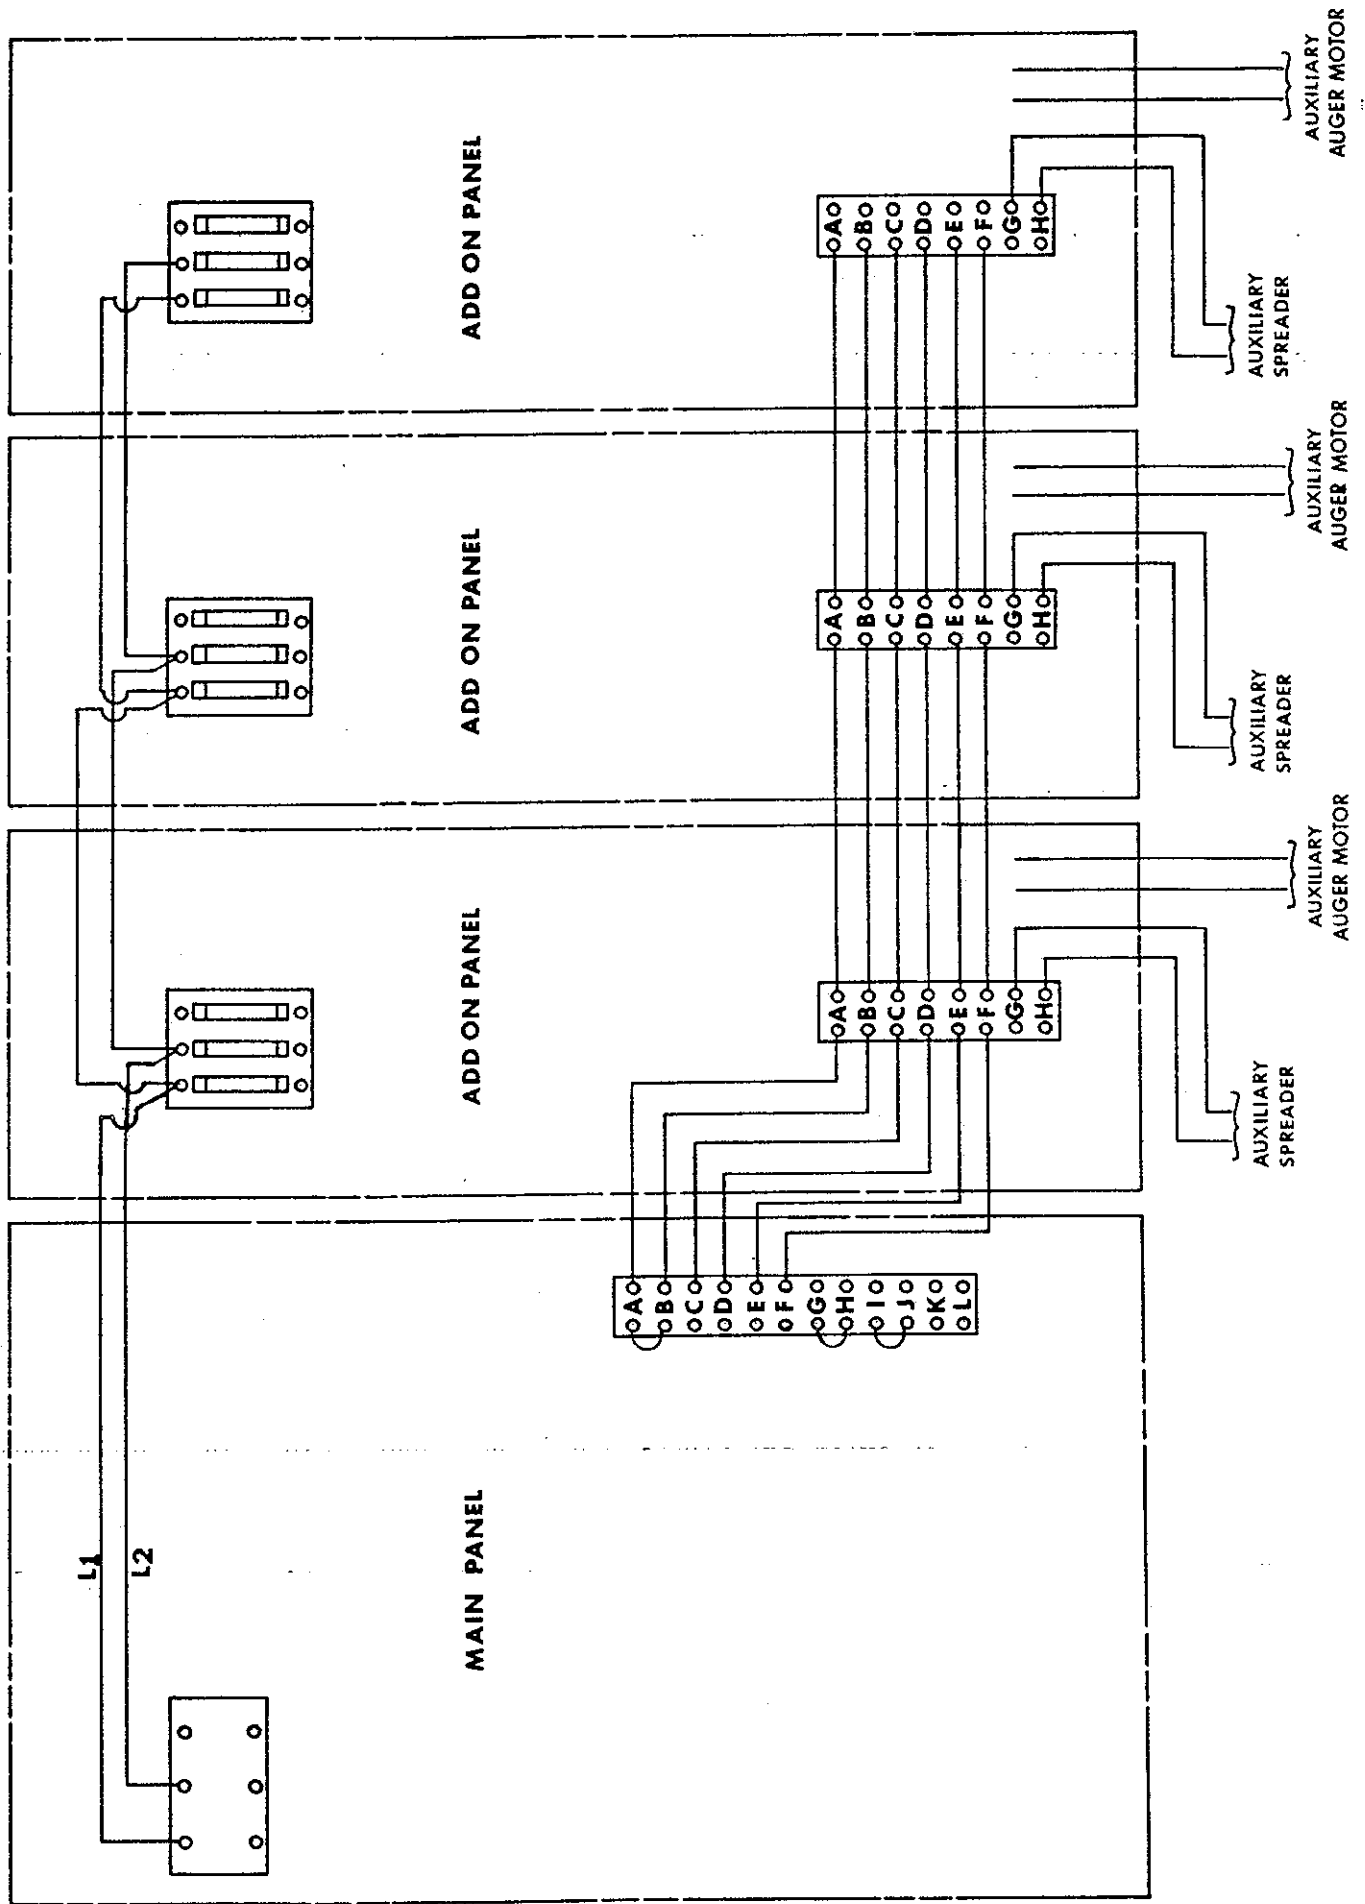 L1
L2
MAIN PANEL
ADD ON PANEL
ADD ON PANEL
ADD ON PANEL
A
B
C
D
E
F
G
H
I
J
K
L
A
B
C
D
E
F
G
H
A
B
C
D
E
F
G
H
A
B
C
D
E
F
G
H
AUXILIARY
SPREADER
AUXILIARY
AUGER MOTOR
AUXILIARY
SPREADER
AUXILIARY
AUGER MOTOR
AUXILIARY
SPREADER
AUXILIARY
AUGER MOTOR